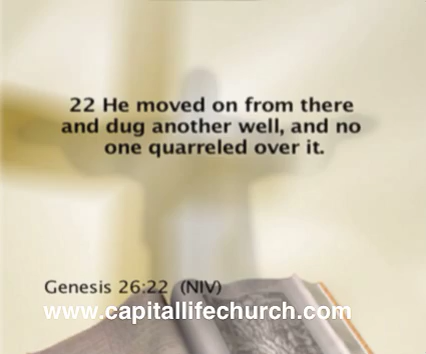 22 He moved on from there
and dug another well, and no
one quarreled over it.
Genesis 26:22 (NIV)
www.capitallifechurch.com